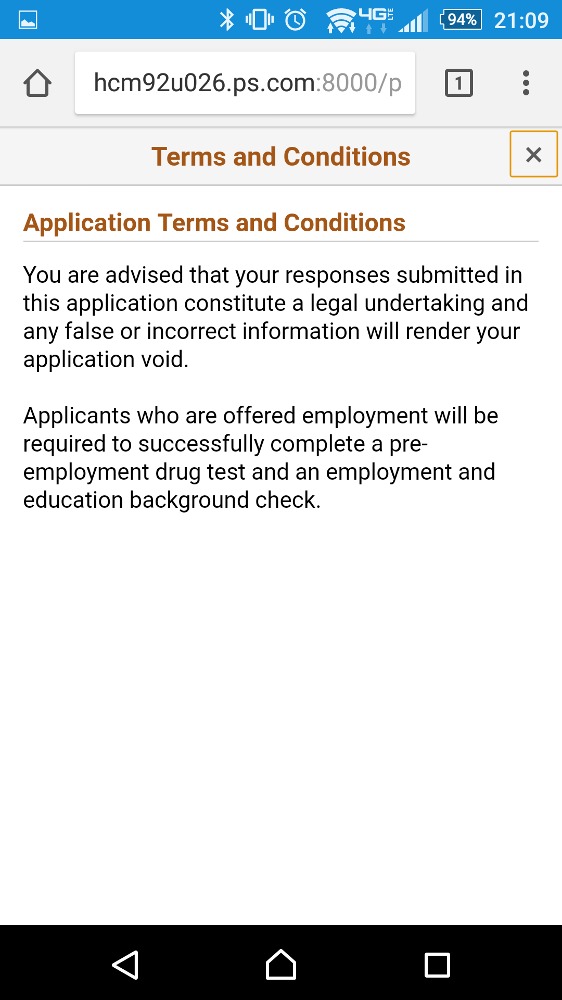 4G LTE 94% 21:09
hcm92u026.ps.com:8000/p 1
Terms and Conditions
Application Terms and Conditions
You are advised that your responses submitted in
this application constitute a legal undertaking and
any false or incorrect information will render your
application void.
Applicants who are offered employment will be
required to successfully complete a pre-
employment drug test and an employment and
education background check.